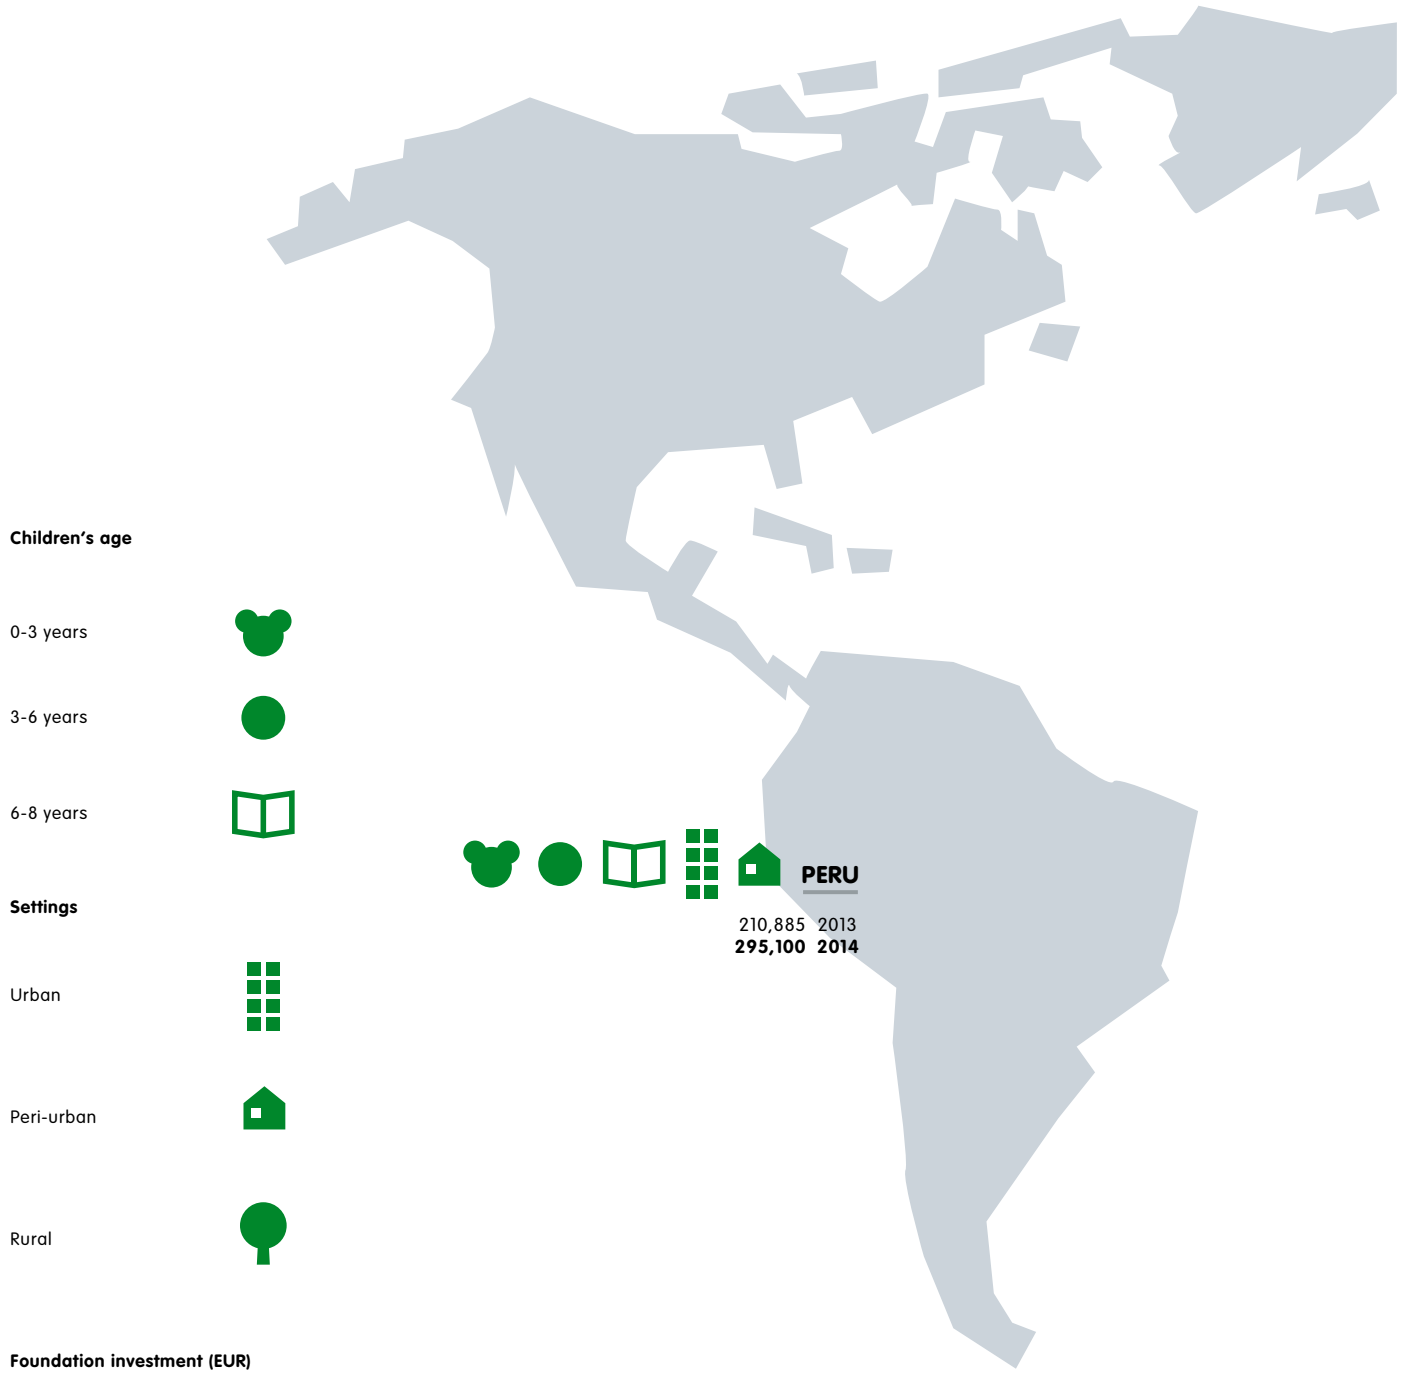 Children's age
0-3 years
3-6 years
6-8 years
PERU
Settings
210,885 2013
295,100 2014
Urban
Peri-urban
Rural
Foundation investment (EUR)